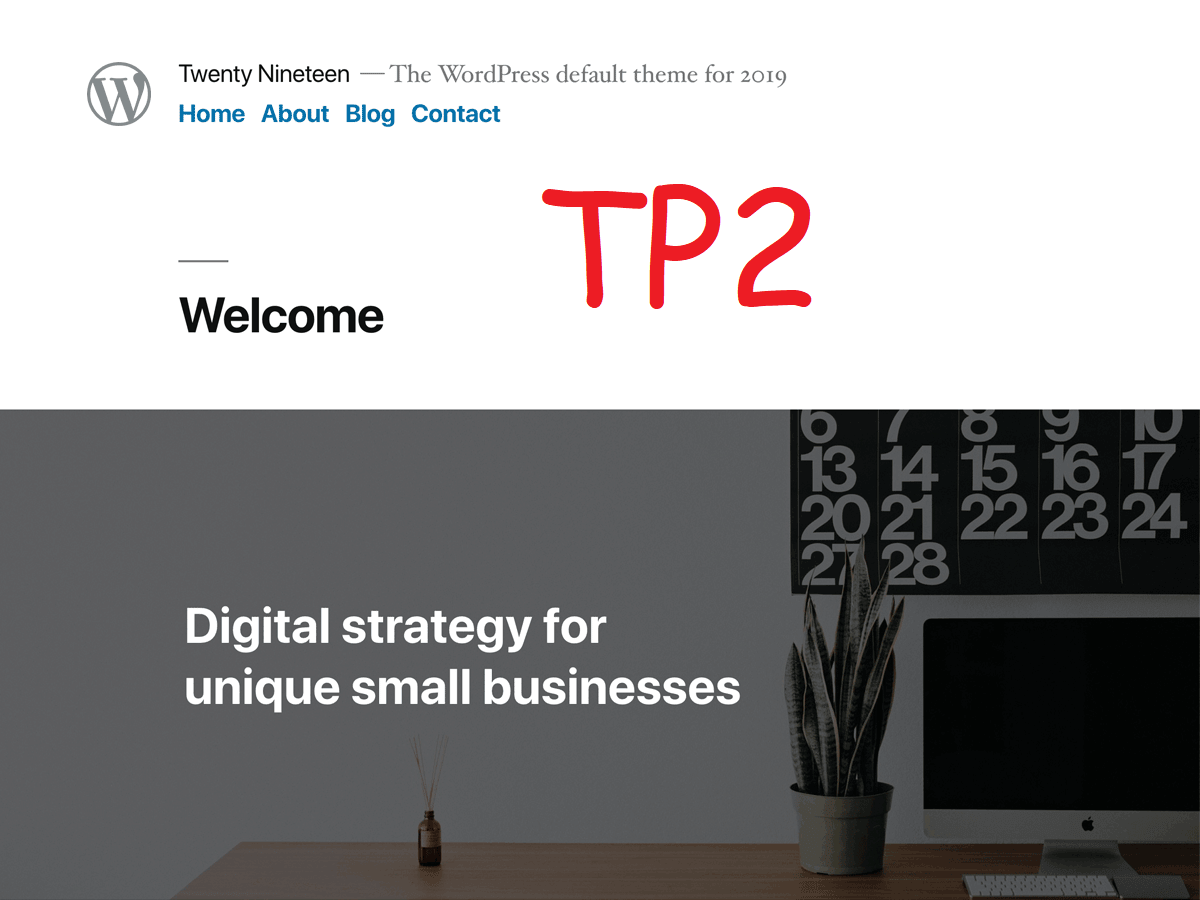 Twenty Nineteen — The WordPress default theme for 2019
Home About Blog Contact
TP2
Welcome
6 7 8 9 10
13 14 15 16 17
20 21 22 23 24
27 28
Digital strategy for
unique small businesses